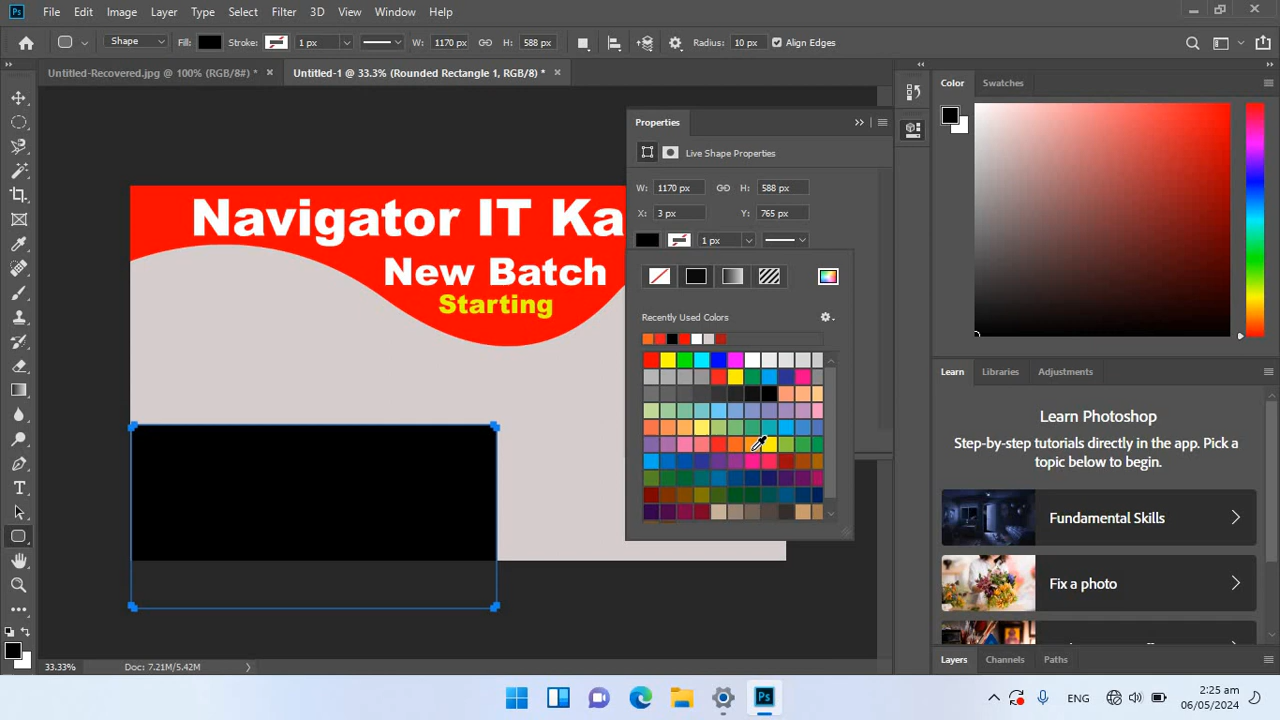 Ps File Edit Image Layer Type Select Filter 3D View Window Help
Shape Fill: Stroke: 1 px W: 1170 px H: 588 px Radius: 10 px Align Edges
Untitled-Recovered.jpg @ 100% (RGB/8#) * Untitled-1 @ 33.3% (Rounded Rectangle 1, RGB/8) *
Color Swatches
Properties
Live Shape Properties
W: 1170 px H: 588 px
X: 3 px Y: 765 px
1 px
Navigator IT Ka
New Batch
Starting
Recently Used Colors
Learn Libraries Adjustments
Learn Photoshop
Step-by-step tutorials directly in the app. Pick a
topic below to begin.
Fundamental Skills
Fix a photo
Layers Channels Paths
33.33% Doc: 7.21M/5.42M
Ps
ENG
2:25 am
06/05/2024